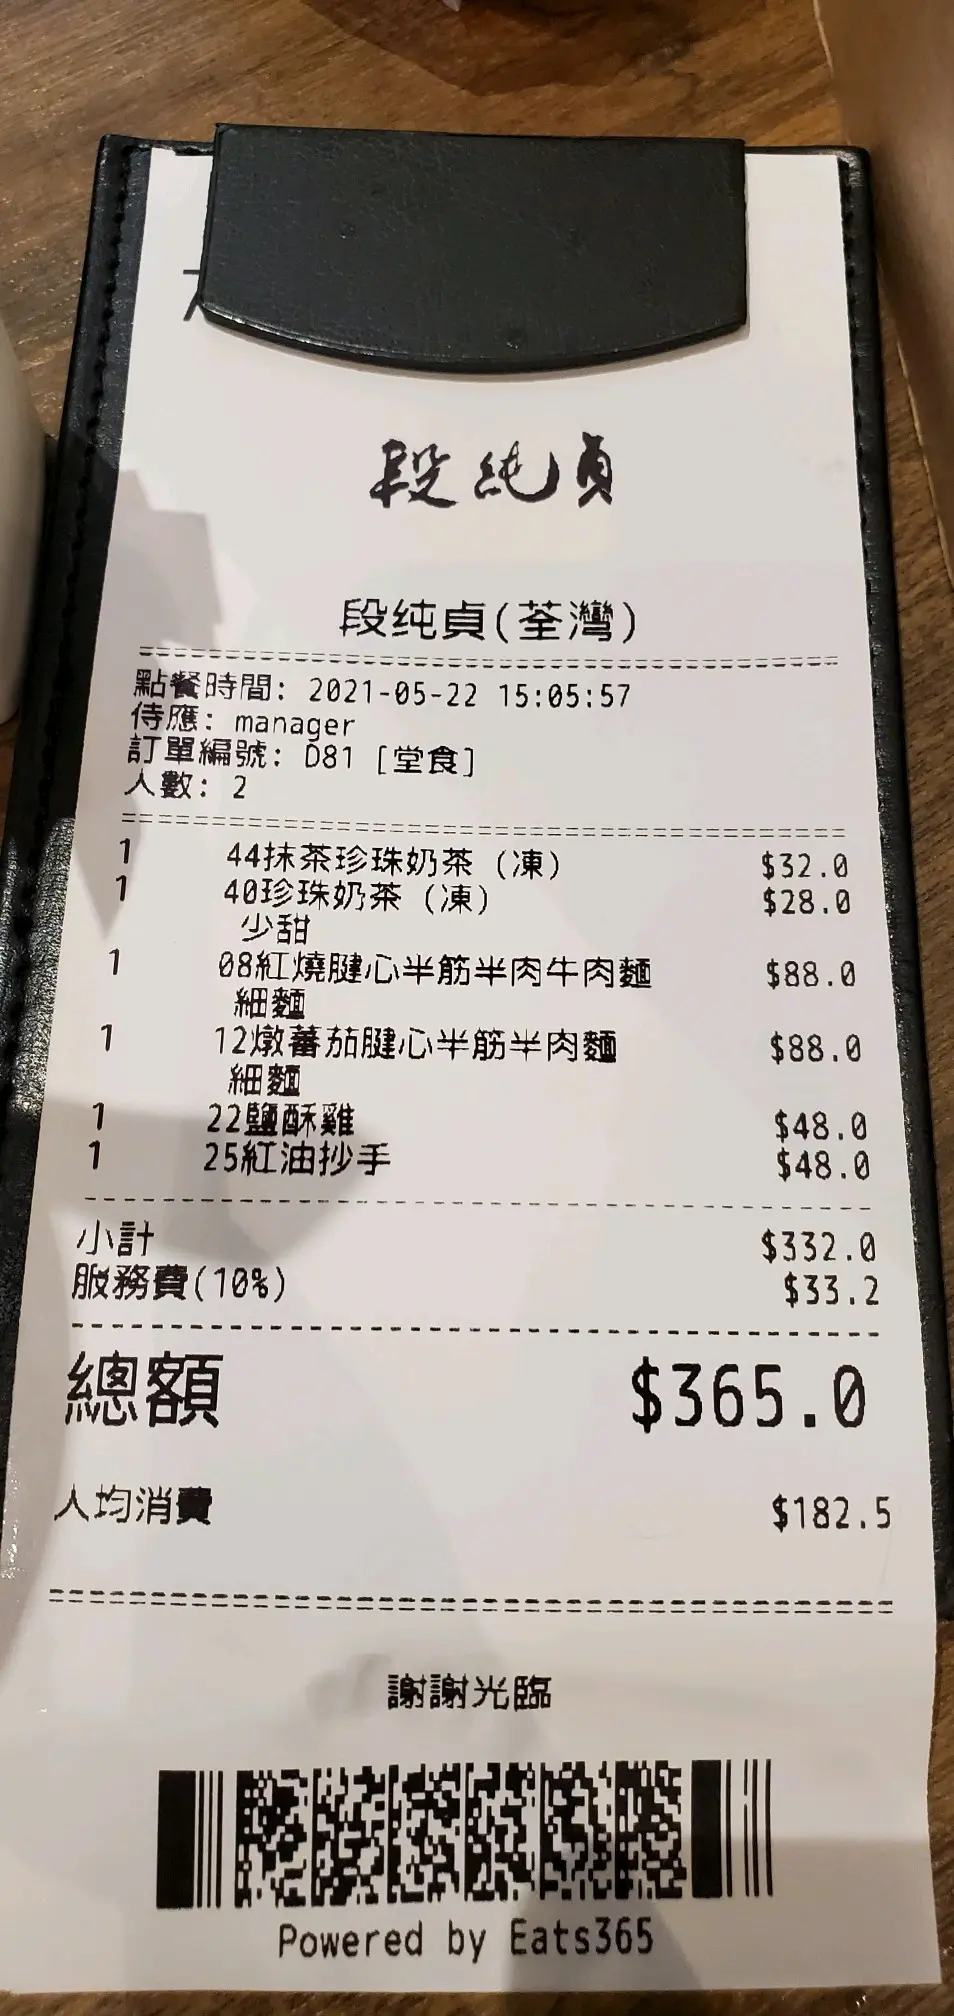 段純貞
段纯貞(荃灣)
點餐時間: 2021-05-22 15:05:57
侍應: manager
訂單編號: D81 [堂食]
人數: 2
1 44抹茶珍珠奶茶 (凍) $32.0
1 40珍珠奶茶 (凍) $28.0
少甜
1 08紅燒腱心半筋半肉牛肉麵 $88.0
細麵
1 12燉蕃茄腱心半筋半肉麵 $88.0
細麵
1 22鹽酥雞 $48.0
1 25紅油抄手 $48.0
小計 $332.0
服務費(10%) $33.2
總額 $365.0
人均消費 $182.5
謝謝光臨
Powered by Eats365